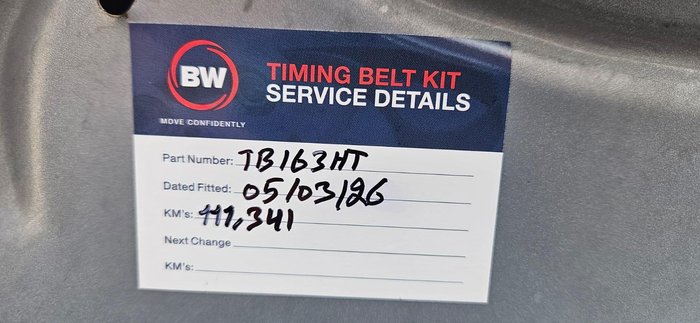 BW
MOVE CONFIDENTLY
TIMING BELT KIT
SERVICE DETAILS
Part Number: TB163HT
Dated Fitted: 05/03/26
KM's: 111,341
Next Change
KM's: